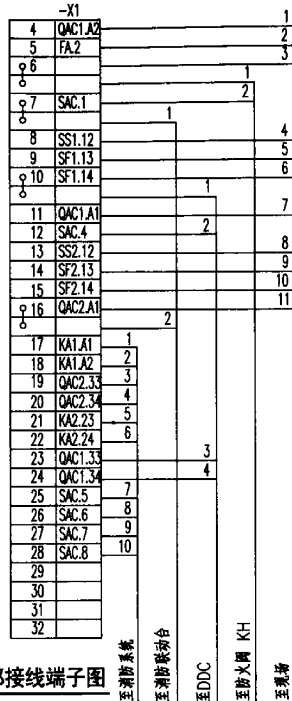 -X1
4 QAC1.A2 1
5 FA.2 2
6 3
1
7 SAC.1 2
1
8 SS1.12 4
9 SF1.13 5
10 SF1.14 6
1
11 QAC1.A1 7
12 SAC.4 2
13 SS2.12 8
14 SF2.13 9
15 SF2.14 10
16 QAC2.A1 11
2
17 KA1.A1 1
18 KA1.A2 2
19 QAC2.33 3
20 QAC2.34 4
21 KA2.23 5
22 KA2.24 6
23 QAC1.33 3
24 QAC1.34 4
25 SAC.5 7
26 SAC.6 8
27 SAC.7 9
28 SAC.8 10
29
30
31
32
至消防系统
至消防联动台
至DDC
至防火阀 KH
至现场
接线端子图